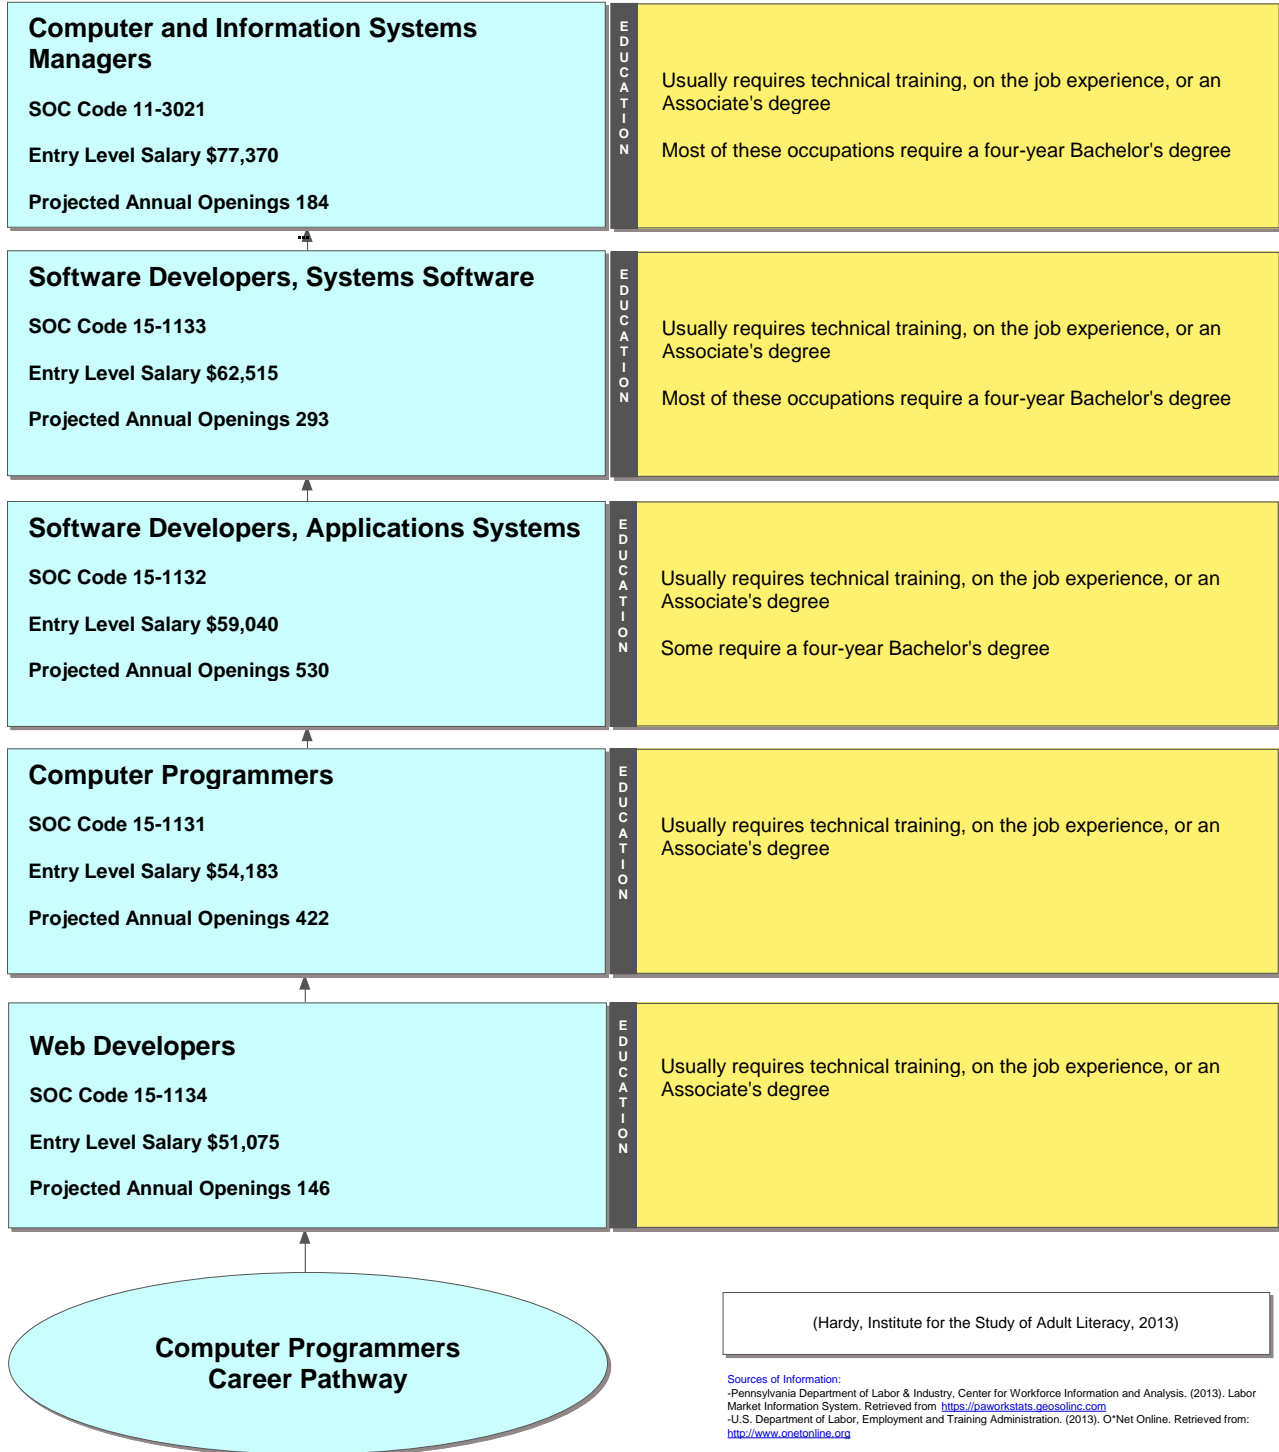 Computer and Information Systems
Managers
SOC Code 11-3021
Entry Level Salary $77,370
Projected Annual Openings 184
EDUCATION
Usually requires technical training, on the job experience, or an
Associate's degree
Most of these occupations require a four-year Bachelor's degree
...
Software Developers, Systems Software
SOC Code 15-1133
Entry Level Salary $62,515
Projected Annual Openings 293
EDUCATION
Usually requires technical training, on the job experience, or an
Associate's degree
Most of these occupations require a four-year Bachelor's degree
Software Developers, Applications Systems
SOC Code 15-1132
Entry Level Salary $59,040
Projected Annual Openings 530
EDUCATION
Usually requires technical training, on the job experience, or an
Associate's degree
Some require a four-year Bachelor's degree
Computer Programmers
SOC Code 15-1131
Entry Level Salary $54,183
Projected Annual Openings 422
EDUCATION
Usually requires technical training, on the job experience, or an
Associate's degree
Web Developers
SOC Code 15-1134
Entry Level Salary $51,075
Projected Annual Openings 146
EDUCATION
Usually requires technical training, on the job experience, or an
Associate's degree
Computer Programmers
Career Pathway
(Hardy, Institute for the Study of Adult Literacy, 2013)
Sources of Information:
-Pennsylvania Department of Labor & Industry, Center for Workforce Information and Analysis. (2013). Labor
Market Information System. Retrieved from https://paworkstats.geosolinc.com
-U.S. Department of Labor, Employment and Training Administration. (2013). O*Net Online. Retrieved from:
http://www.onetonline.org